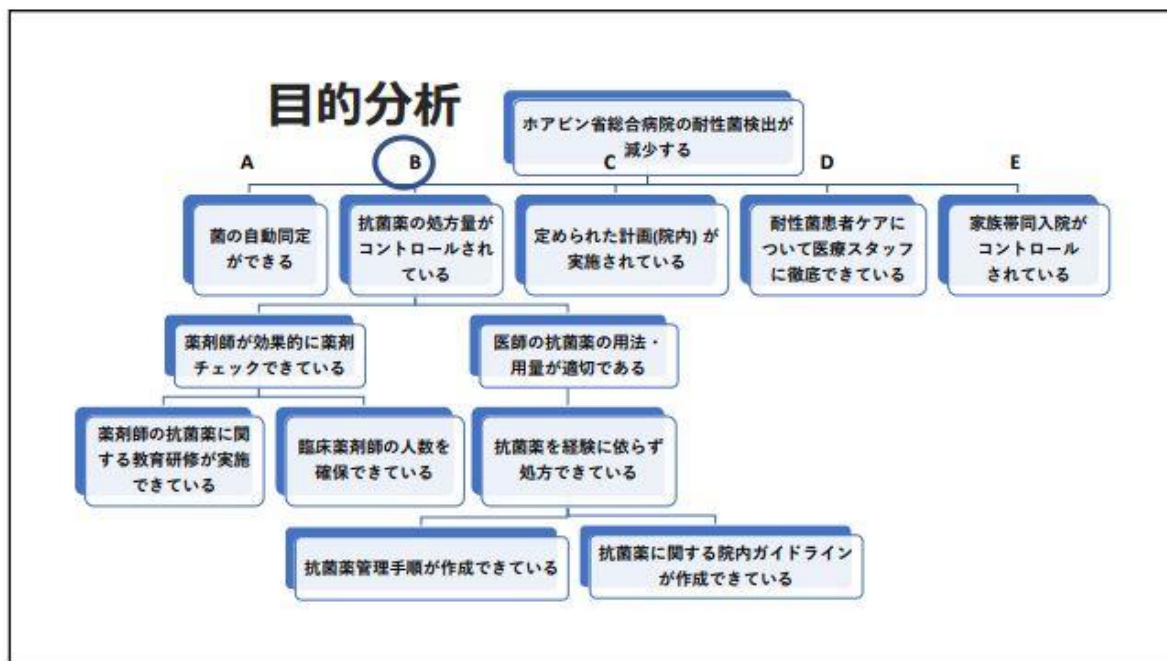 目的分析
ホアビン省総合病院の耐性菌検出が
減少する
A
B
C
D
E
菌の自動同定
ができる
抗菌薬の処方量が
コントロールされ
ている
定められた計画(院内) が
実施されている
耐性菌患者ケアに
ついて医療スタッフ
に徹底できている
家族帯同入院が
コントロール
されている
薬剤師が効果的に薬剤
チェックできている
医師の抗菌薬の用法・
用量が適切である
薬剤師の抗菌薬に関
する教育研修が実施
できている
臨床薬剤師の人数を
確保できている
抗菌薬を経験に依らず
処方できている
抗菌薬管理手順が作成できている
抗菌薬に関する院内ガイドライン
が作成できている